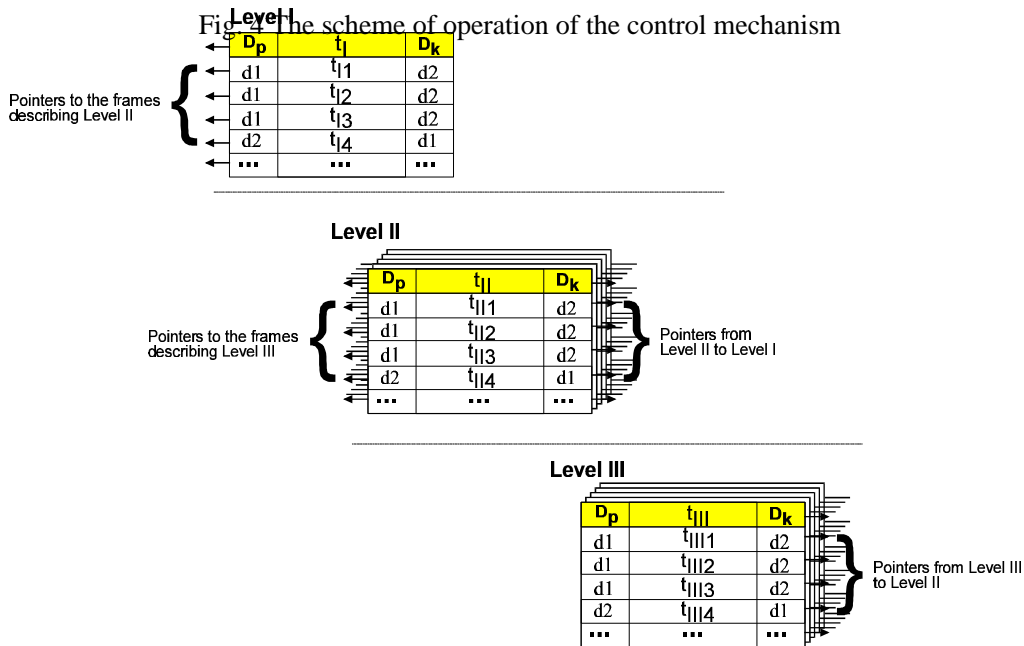 Level I
Fig. 4 The scheme of operation of the control mechanism
Dp tI Dk
d1 tI1 d2
d1 tI2 d2
d1 tI3 d2
d2 tI4 d1
... ... ...
Pointers to the frames
describing Level II
Level II
Dp tII Dk
d1 tII1 d2
d1 tII2 d2
d1 tII3 d2
d2 tII4 d1
... ... ...
Pointers to the frames
describing Level III
Pointers from
Level II to Level I
Level III
Dp tIII Dk
d1 tIII1 d2
d1 tIII2 d2
d1 tIII3 d2
d2 tIII4 d1
... ... ...
Pointers from Level III
to Level II